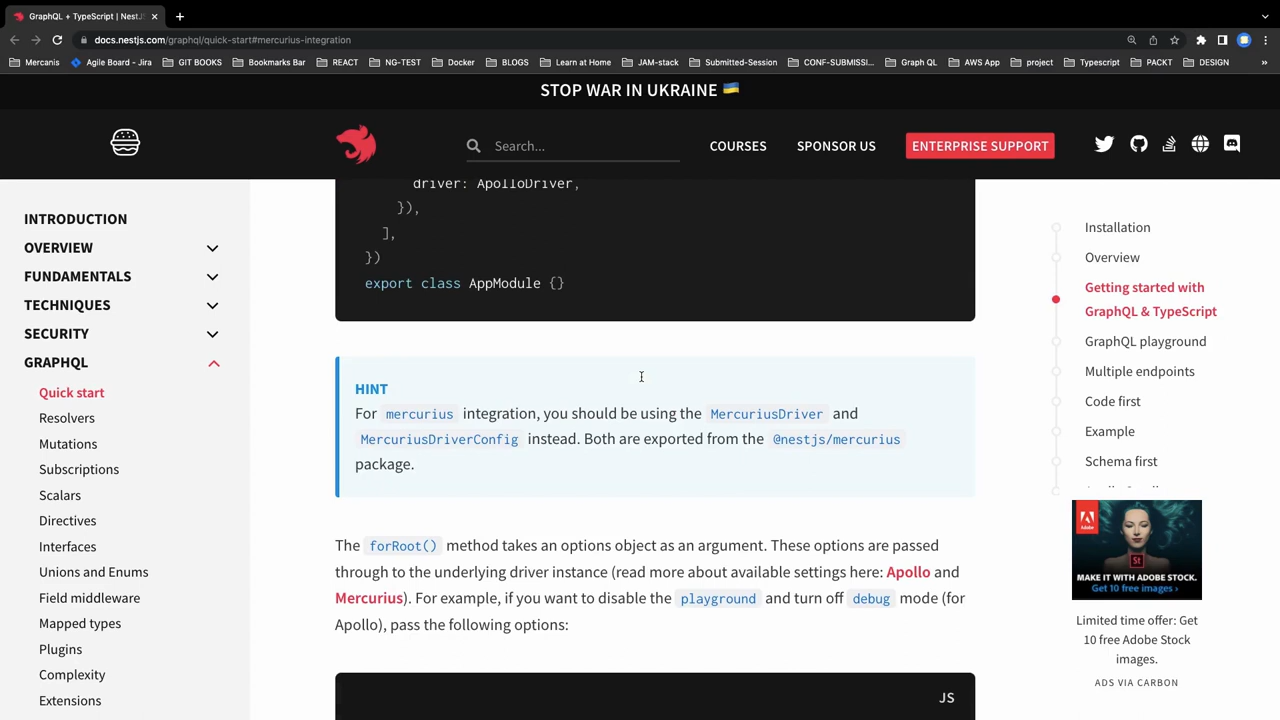 GraphQL + TypeScript | NestJS
docs.nestjs.com/graphql/quick-start#mercurius-integration
Mercanis
Agile Board - Jira
GIT BOOKS
Bookmarks Bar
REACT
NG-TEST
Docker
BLOGS
Learn at Home
JAM-stack
Submitted-Session
CONF-SUBMISSI...
Graph QL
AWS App
project
Typescript
PACKT
DESIGN
»
STOP WAR IN UKRAINE 🇺🇦
Search...
COURSES
SPONSOR US
ENTERPRISE SUPPORT
INTRODUCTION
OVERVIEW
FUNDAMENTALS
TECHNIQUES
SECURITY
GRAPHQL
Quick start
Resolvers
Mutations
Subscriptions
Scalars
Directives
Interfaces
Unions and Enums
Field middleware
Mapped types
Plugins
Complexity
Extensions
driver: ApolloDriver,
}),
],
})
export class AppModule {}
HINT
For mercurius integration, you should be using the MercuriusDriver and
MercuriusDriverConfig instead. Both are exported from the @nestjs/mercurius
package.
The forRoot() method takes an options object as an argument. These options are passed
through to the underlying driver instance (read more about available settings here: Apollo and
Mercurius). For example, if you want to disable the playground and turn off debug mode (for
Apollo), pass the following options:
JS
Installation
Overview
Getting started with
GraphQL & TypeScript
GraphQL playground
Multiple endpoints
Code first
Example
Schema first
Adobe
St
MAKE IT WITH ADOBE STOCK.
Get 10 free images ›
Limited time offer: Get
10 free Adobe Stock
images.
ADS VIA CARBON